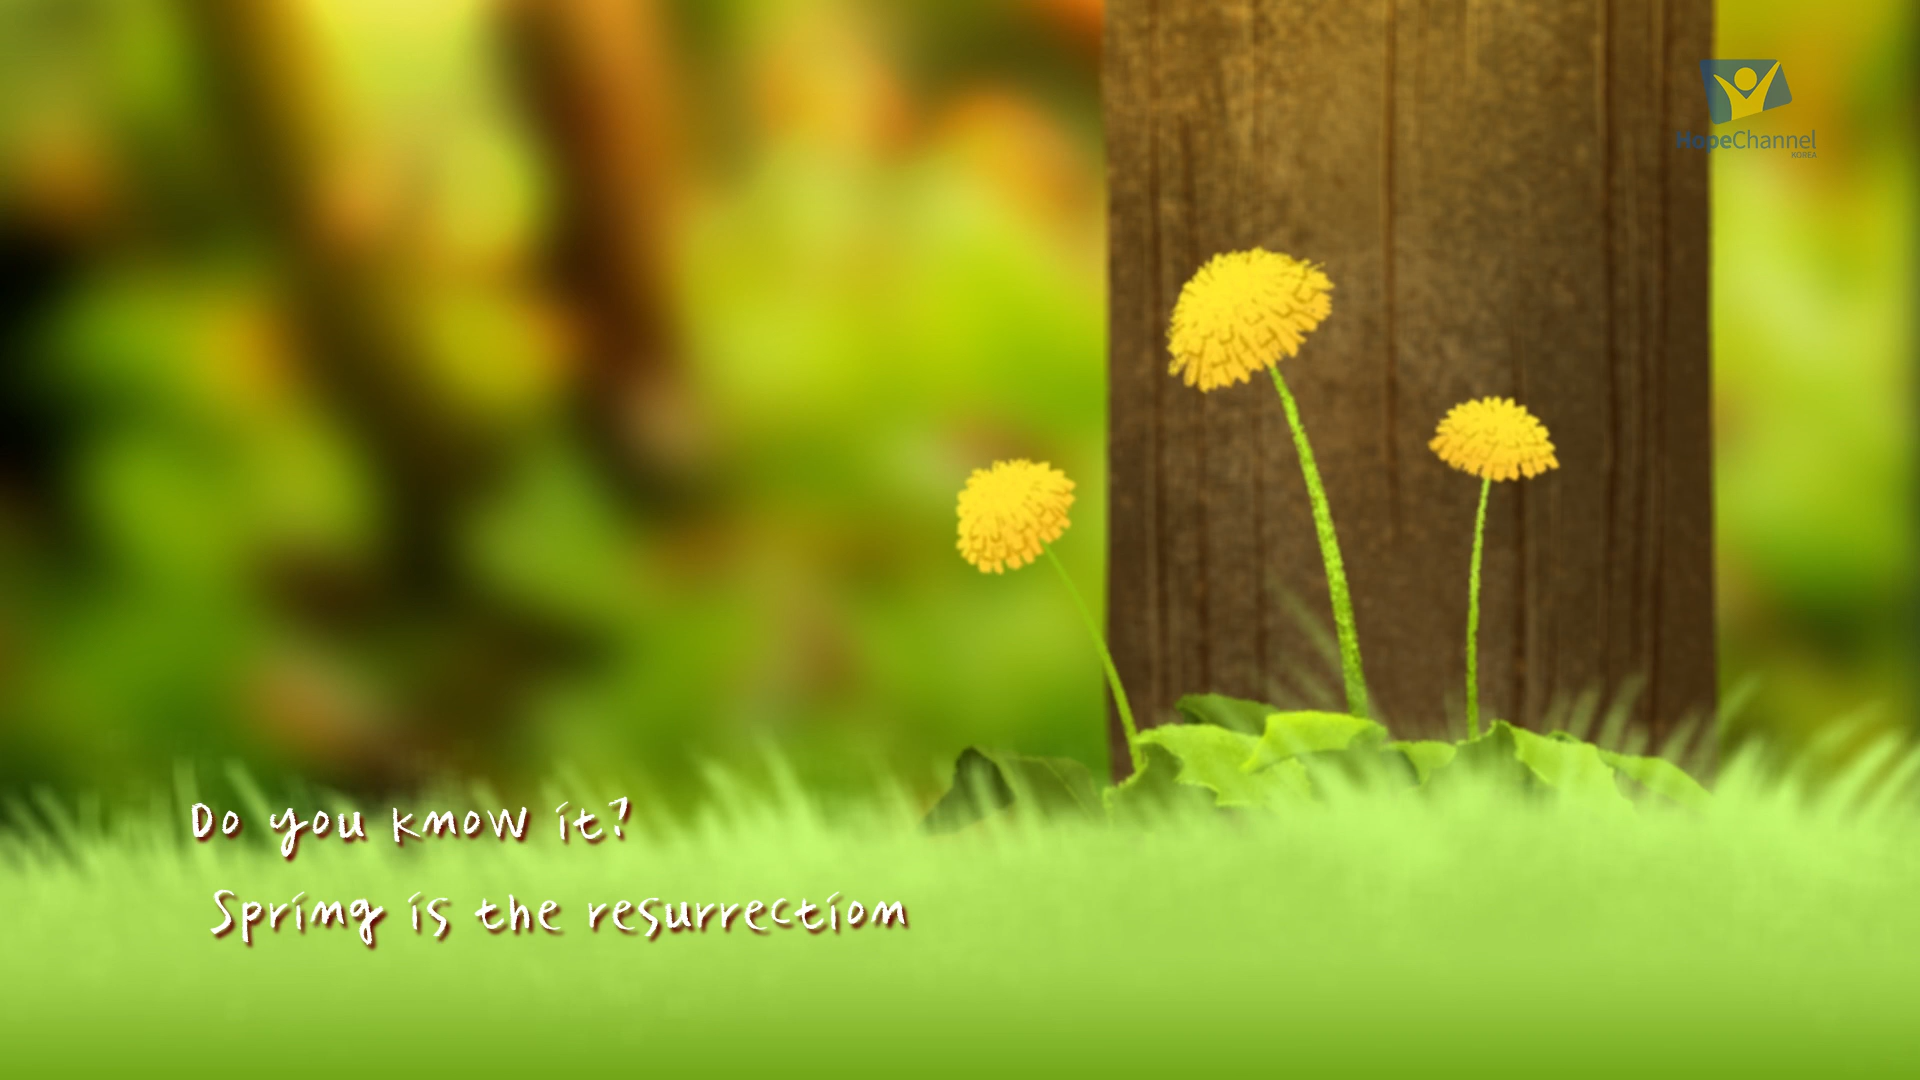 HopeChannel
KOREA
Do you know it?
Spring is the resurrection